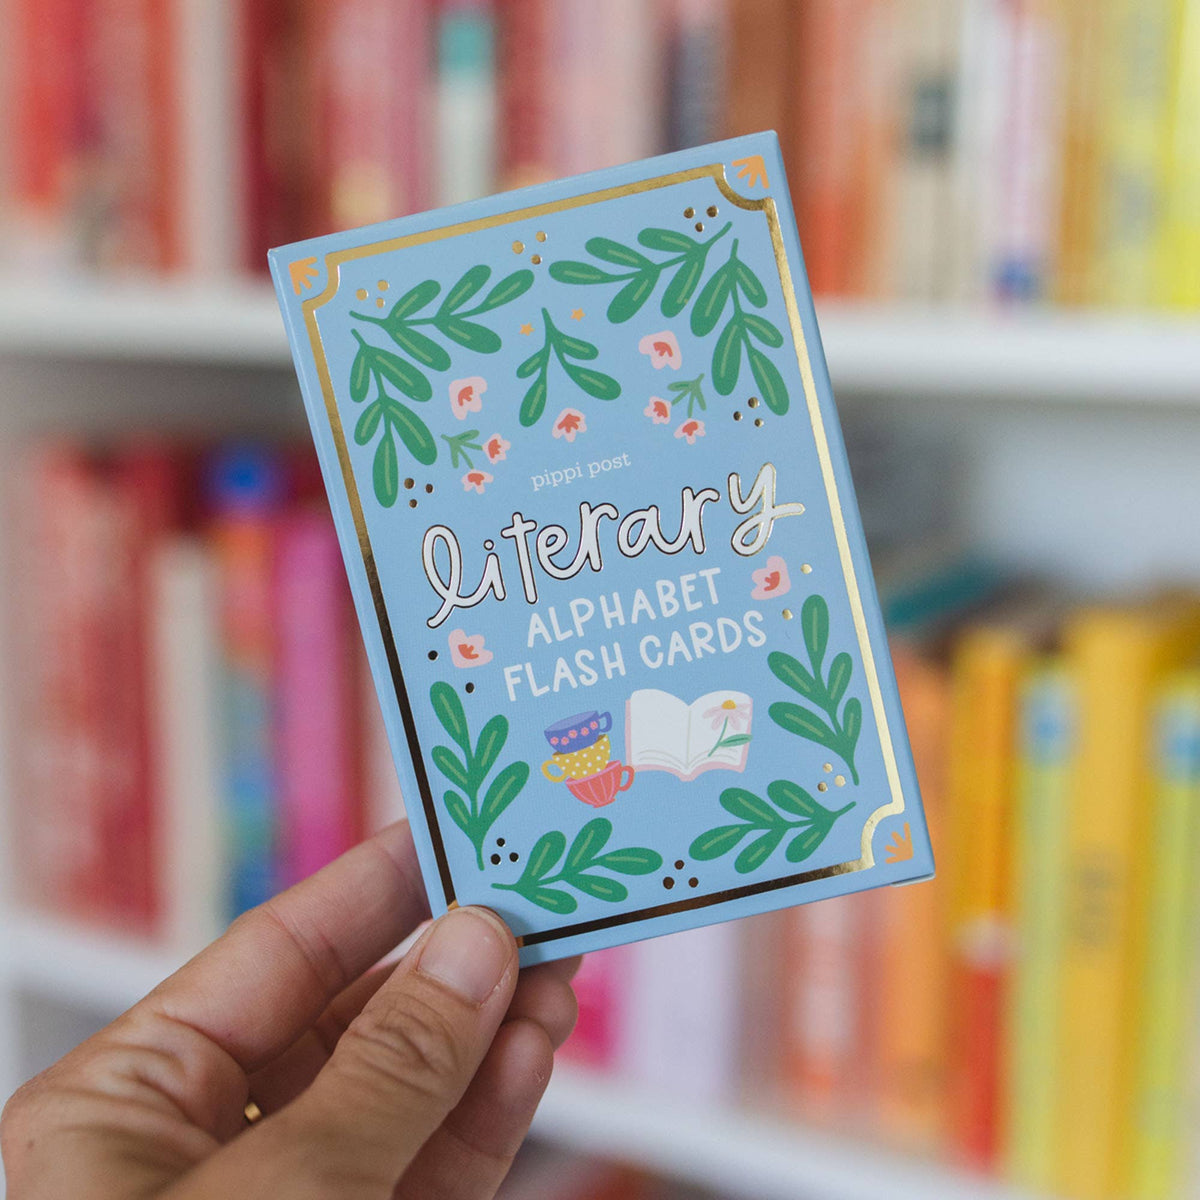 pippi post
literary
ALPHABET
FLASH CARDS